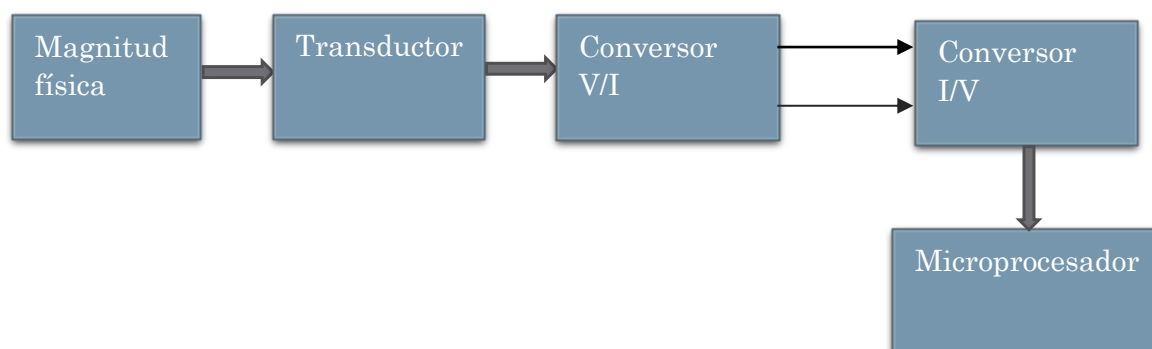 Magnitud
física
Transductor
Conversor
V/I
Conversor
I/V
Microprocesador